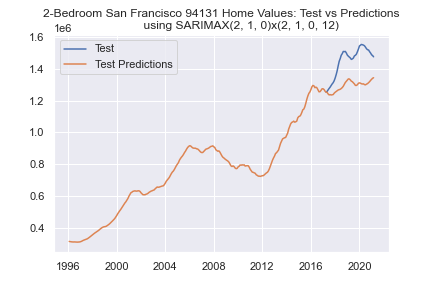 2-Bedroom San Francisco 94131 Home Values: Test vs Predictions
using SARIMAX(2, 1, 0)x(2, 1, 0, 12)
1e6
1.6
1.4
1.2
1.0
0.8
0.6
0.4
Test
Test Predictions
1996 2000 2004 2008 2012 2016 2020